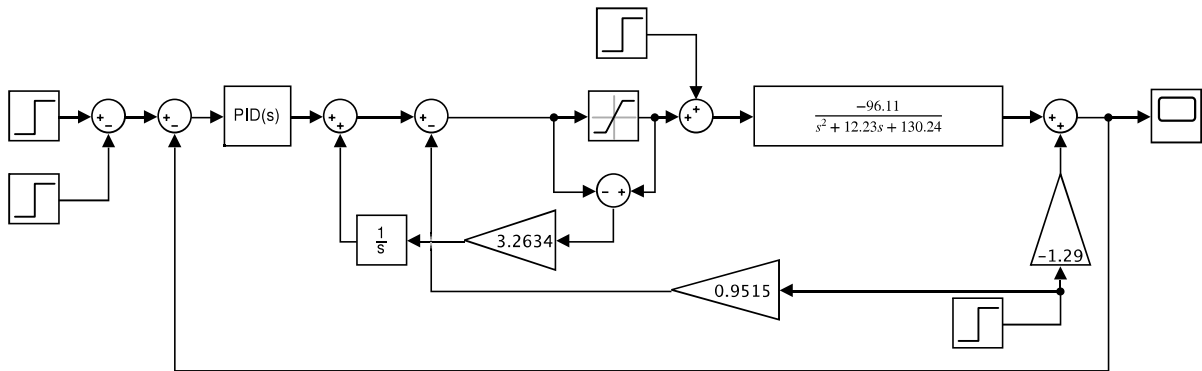 PID(s)
-96.11
s² + 12.23s + 130.24
3.2634
1
s
-1.29
0.9515